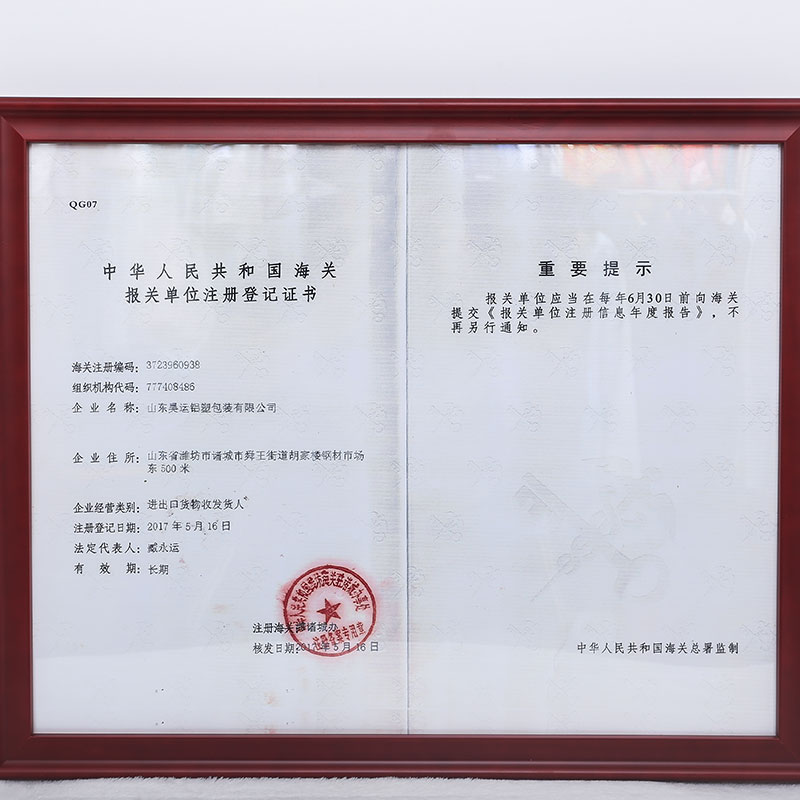 QG07
中华人民共和国海关
报关单位注册登记证书
海关注册编码：3723960938
组织机构代码：777408486
企业名称：山东奥运铝塑包装有限公司
企业住所：山东省潍坊市诸城市舜王街道胡家楼钢材市场
东500米
企业经营类别：进出口货物收发货人
注册登记日期：2017年5月16日
法定代表人：臧永运
有效期：长期
注册海关：潍诸城办
核发日期：2017年5月16日
重要提示
报关单位应当在每年6月30日前向海关
提交《报关单位注册信息年度报告》，不
再另行通知。
中华人民共和国海关总署监制